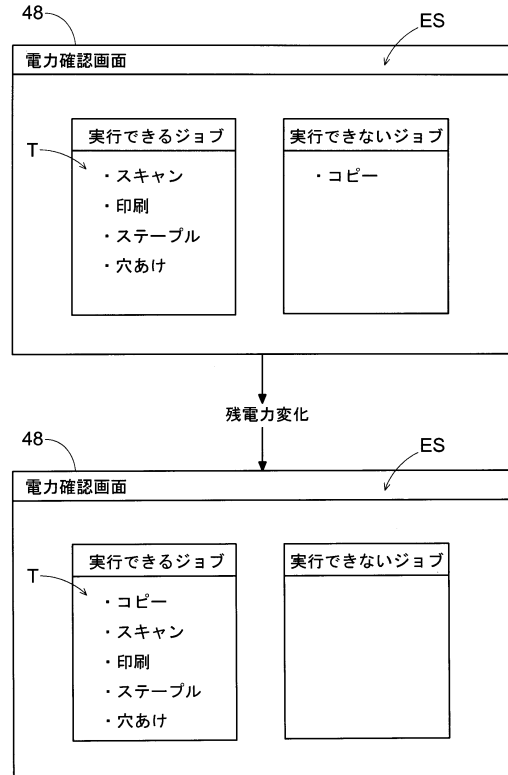 48
ES
電力確認画面
実行できるジョブ
実行できないジョブ
T
・スキャン
・コピー
・印刷
・ステープル
・穴あけ
残電力変化
48
ES
電力確認画面
実行できるジョブ
実行できないジョブ
T
・コピー
・スキャン
・印刷
・ステープル
・穴あけ